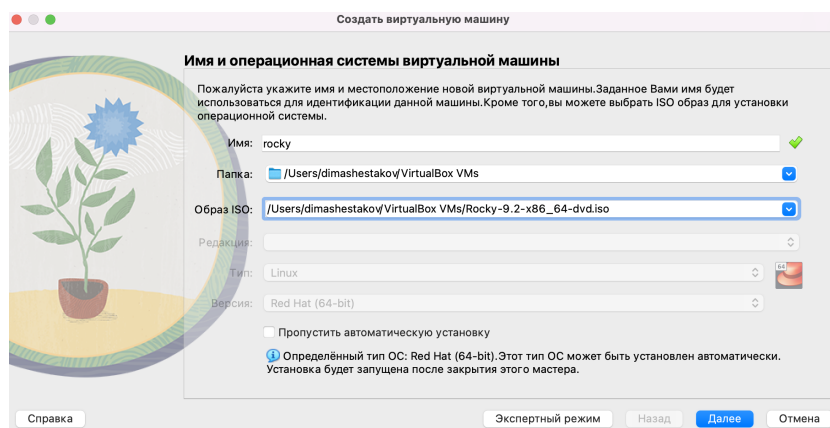 Создать виртуальную машину
Имя и операционная системы виртуальной машины
Пожалуйста укажите имя и местоположение новой виртуальной машины.Заданное Вами имя будет
использоваться для идентификации данной машины.Кроме того,вы можете выбрать ISO образ для установки
операционной системы.
Имя: rocky
Папка: /Users/dimashestakov/VirtualBox VMs
Образ ISO: /Users/dimashestakov/VirtualBox VMs/Rocky-9.2-x86_64-dvd.iso
Редакция:
Тип: Linux
64
Версия: Red Hat (64-bit)
Пропустить автоматическую установку
Определённый тип ОС: Red Hat (64-bit).Этот тип ОС может быть установлен автоматически.
Установка будет запущена после закрытия этого мастера.
Справка Экспертный режим Назад Далее Отмена